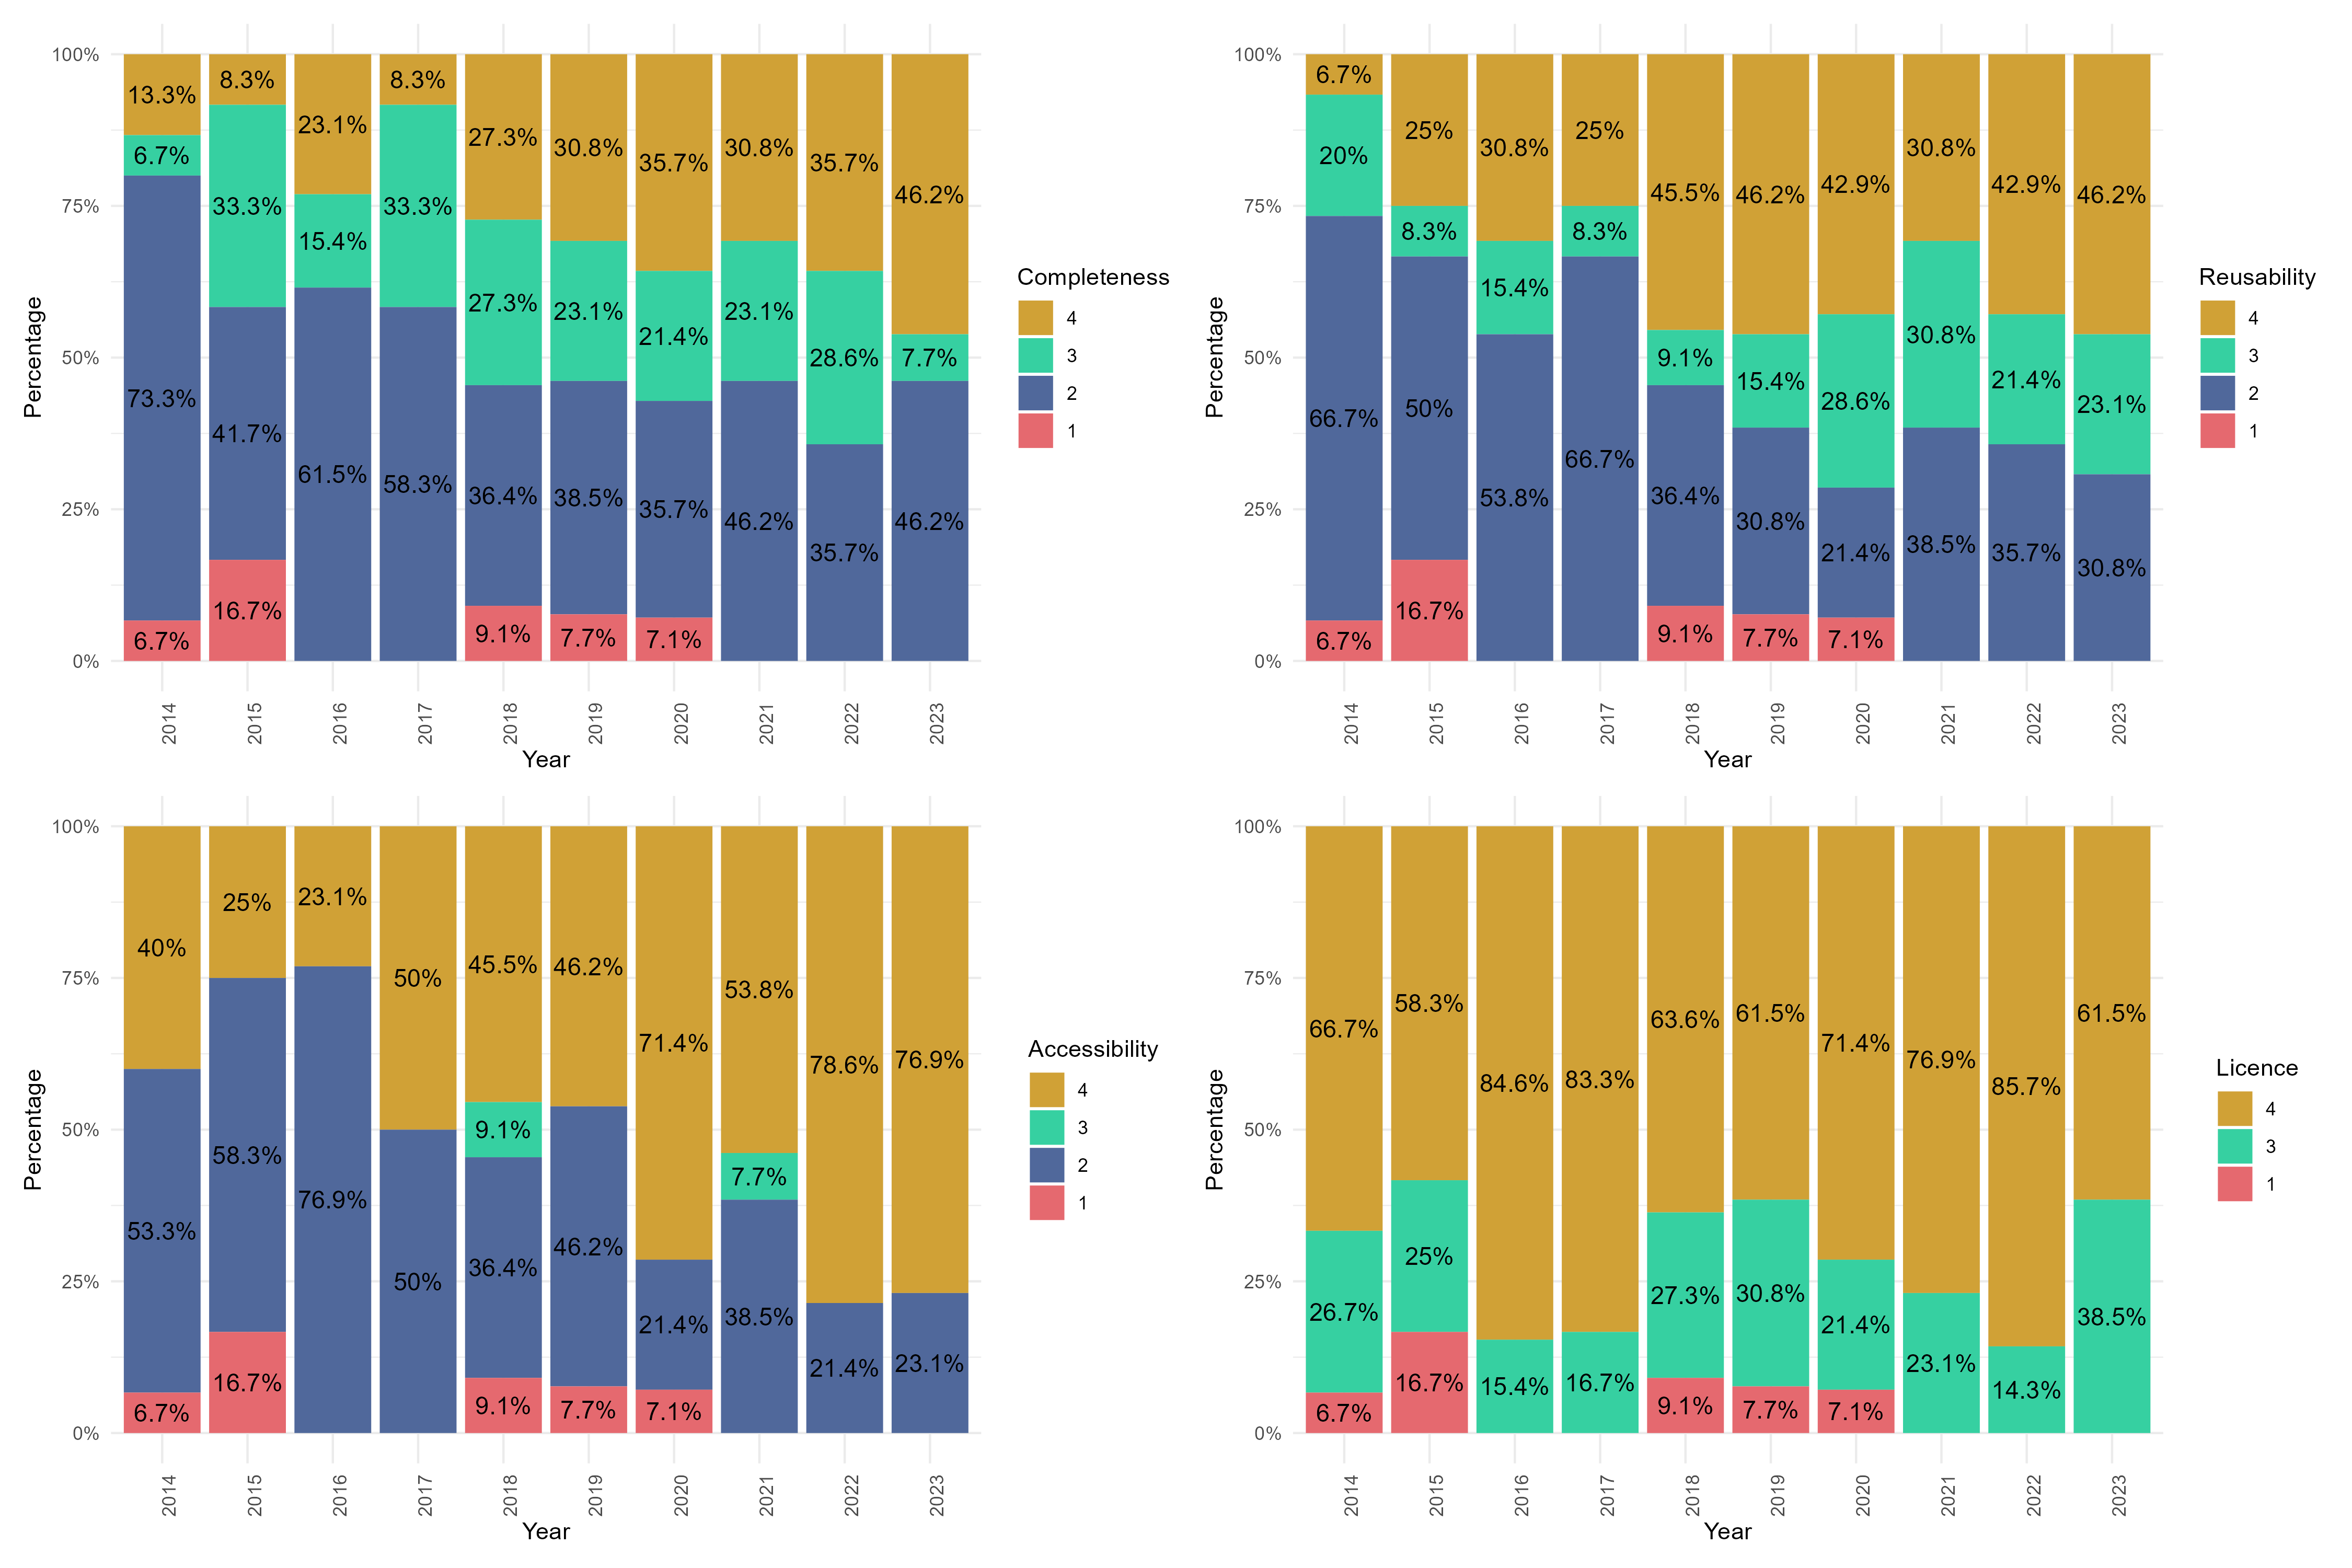 100%
75%
50%
25%
0%
Percentage
13.3% 8.3% 23.1% 8.3% 27.3% 30.8% 35.7% 30.8% 35.7% 46.2%
6.7% 33.3% 15.4% 33.3% 27.3% 23.1% 21.4% 23.1% 28.6% 7.7%
73.3% 41.7% 61.5% 58.3% 36.4% 38.5% 35.7% 46.2% 35.7% 46.2%
6.7% 16.7% 9.1% 7.7% 7.1%
2014 2015 2016 2017 2018 2019 2020 2021 2022 2023
Year
Completeness
4
3
2
1
100%
75%
50%
25%
0%
Percentage
6.7% 25% 30.8% 25% 45.5% 46.2% 42.9% 30.8% 42.9% 46.2%
20% 8.3% 15.4% 8.3% 9.1% 15.4% 28.6% 30.8% 21.4% 23.1%
66.7% 50% 53.8% 66.7% 36.4% 30.8% 21.4% 38.5% 35.7% 30.8%
6.7% 16.7% 9.1% 7.7% 7.1%
2014 2015 2016 2017 2018 2019 2020 2021 2022 2023
Year
Reusability
4
3
2
1
100%
75%
50%
25%
0%
Percentage
40% 25% 23.1% 50% 45.5% 46.2% 71.4% 53.8% 78.6% 76.9%
9.1% 7.7%
53.3% 58.3% 76.9% 50% 36.4% 46.2% 21.4% 38.5% 21.4% 23.1%
6.7% 16.7% 9.1% 7.7% 7.1%
2014 2015 2016 2017 2018 2019 2020 2021 2022 2023
Year
Accessibility
4
3
2
1
100%
75%
50%
25%
0%
Percentage
66.7% 58.3% 84.6% 83.3% 63.6% 61.5% 71.4% 76.9% 85.7% 61.5%
26.7% 25% 15.4% 16.7% 27.3% 30.8% 21.4% 23.1% 14.3% 38.5%
6.7% 16.7% 9.1% 7.7% 7.1%
2014 2015 2016 2017 2018 2019 2020 2021 2022 2023
Year
Licence
4
3
1